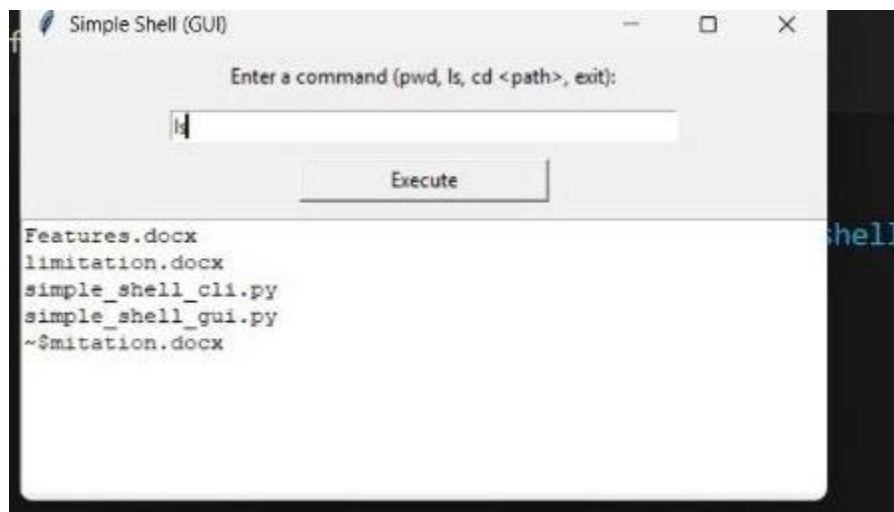 Simple Shell (GUI)
Enter a command (pwd, ls, cd <path>, exit):
ls
Execute
Features.docx
limitation.docx
simple_shell_cli.py
simple_shell_gui.py
~$mitation.docx
shell